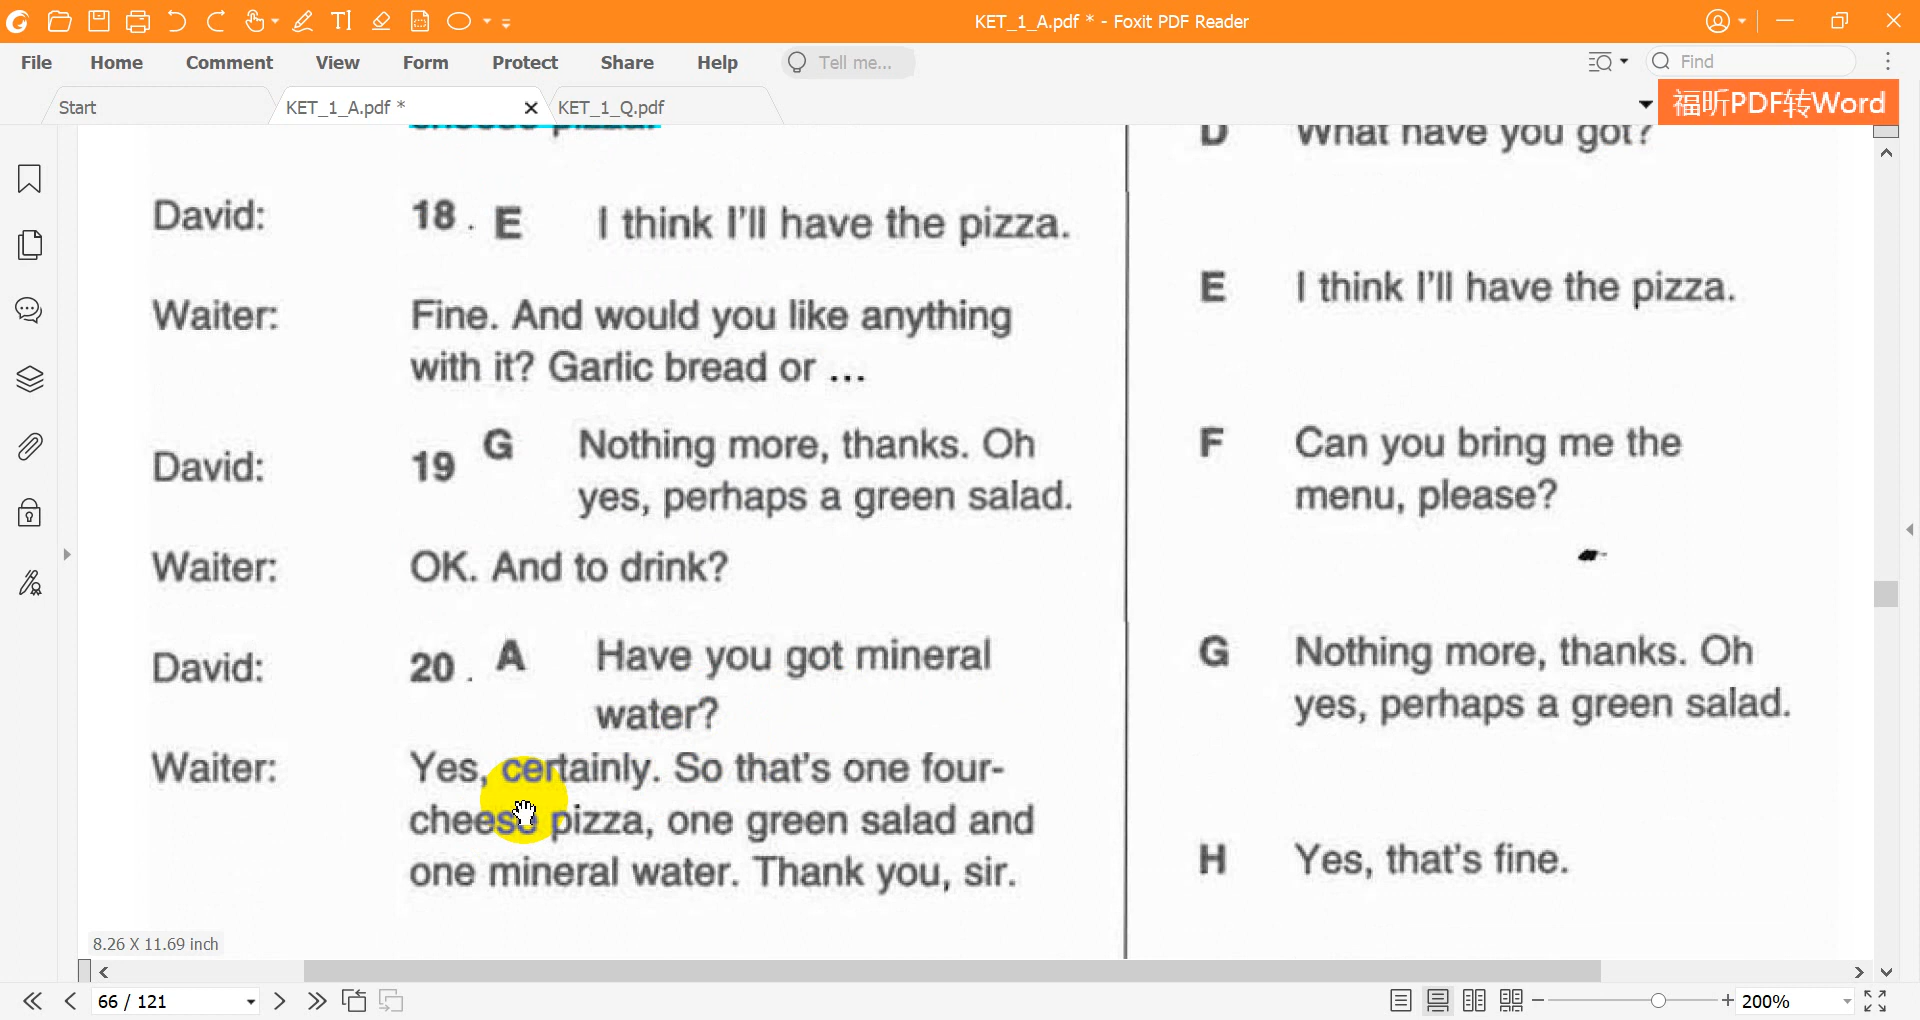 KET_1_A.pdf * - Foxit PDF Reader
File Home Comment View Form Protect Share Help Tell me... Find
Start KET_1_A.pdf * KET_1_Q.pdf 福昕PDF转Word
cheese pizza.
David: 18. E I think I'll have the pizza.
Waiter: Fine. And would you like anything
with it? Garlic bread or ...
David: 19 G Nothing more, thanks. Oh
yes, perhaps a green salad.
Waiter: OK. And to drink?
David: 20. A Have you got mineral
water?
Waiter: Yes, certainly. So that's one four-
cheese pizza, one green salad and
one mineral water. Thank you, sir.
D What have you got?
E I think I'll have the pizza.
F Can you bring me the
menu, please?
G Nothing more, thanks. Oh
yes, perhaps a green salad.
H Yes, that's fine.
8.26 X 11.69 inch
66 / 121 200%